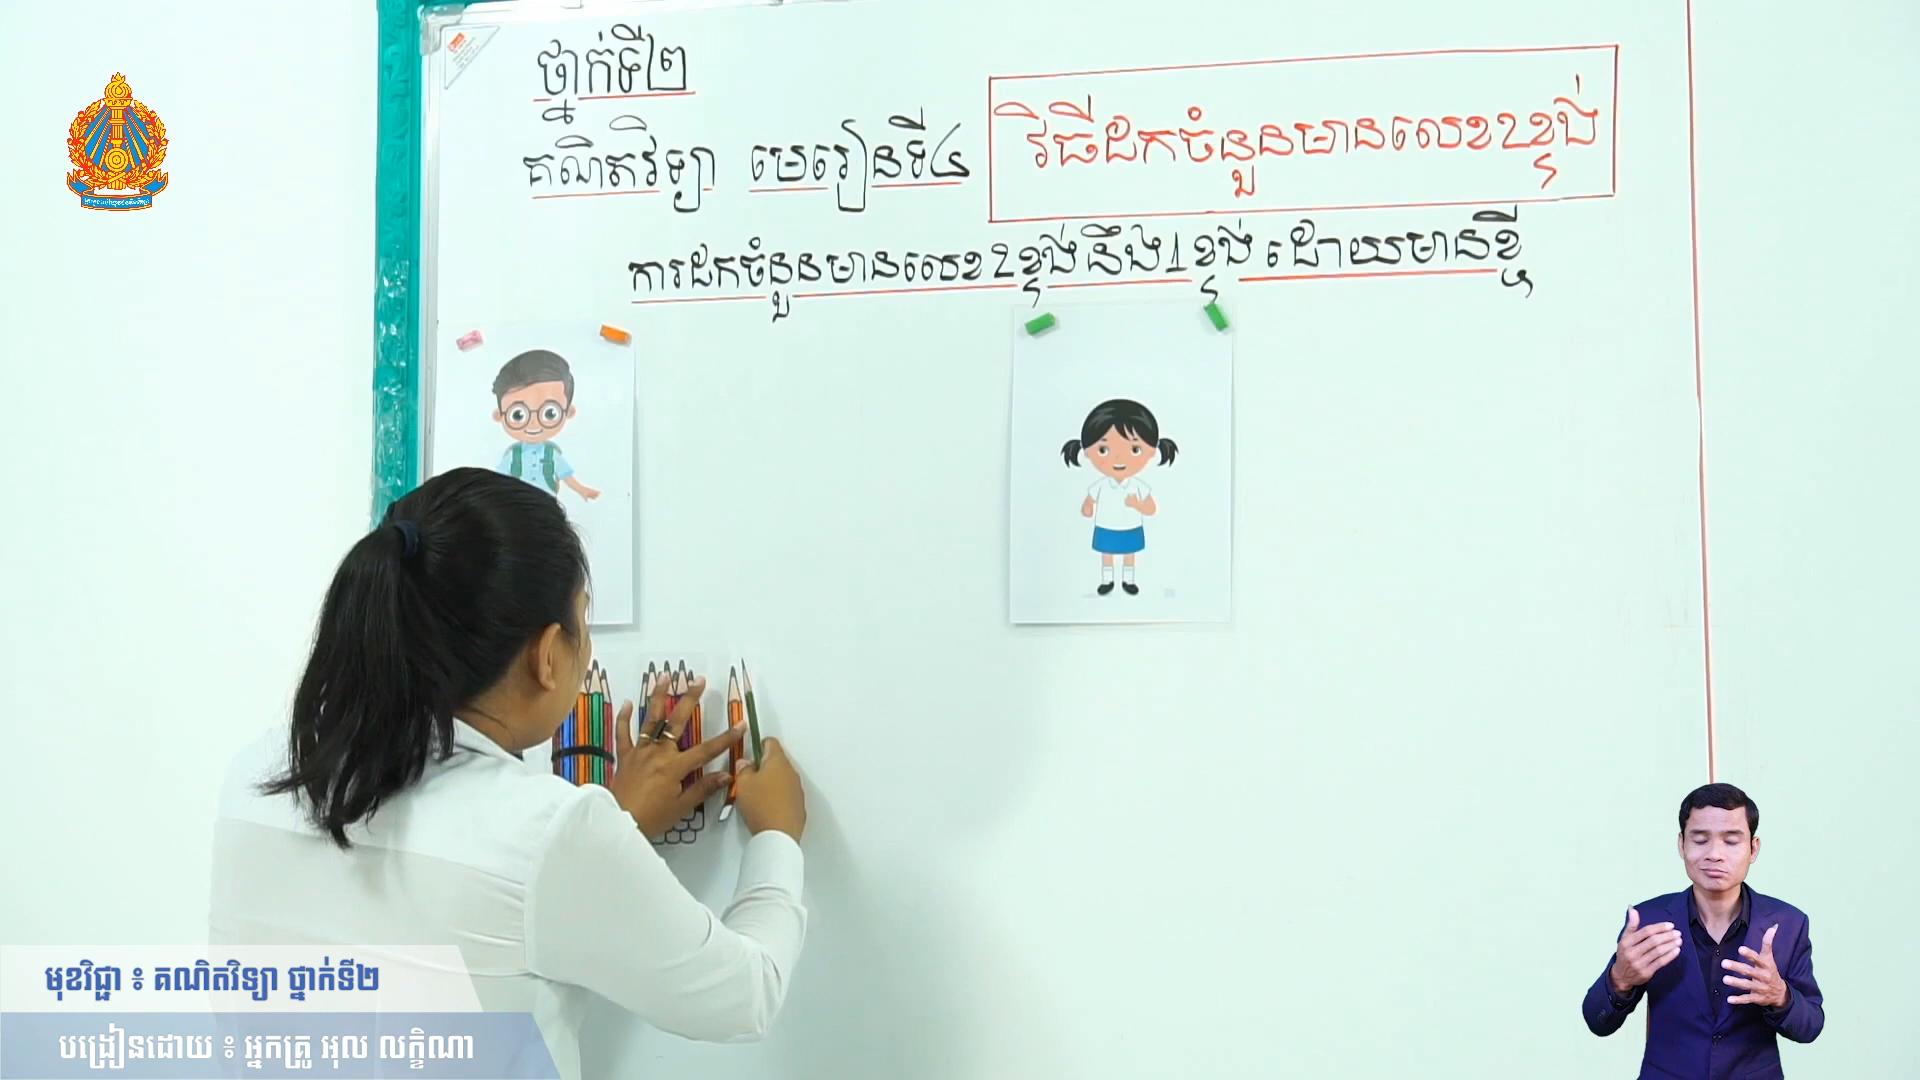 ថ្នាក់ទី២
គណិតវិទ្យា មេរៀនទី៤
វិធីដកចំនួនមានលេខ2ខ្ទង់
ការដកចំនួនមានលេខ2ខ្ទង់នឹង1ខ្ទង់ ដោយមានខ្ចី
មុខវិជ្ជា ៖ គណិតវិទ្យា ថ្នាក់ទី២
បង្រៀនដោយ ៖ អ្នកគ្រូ អុល លក្ខិណា